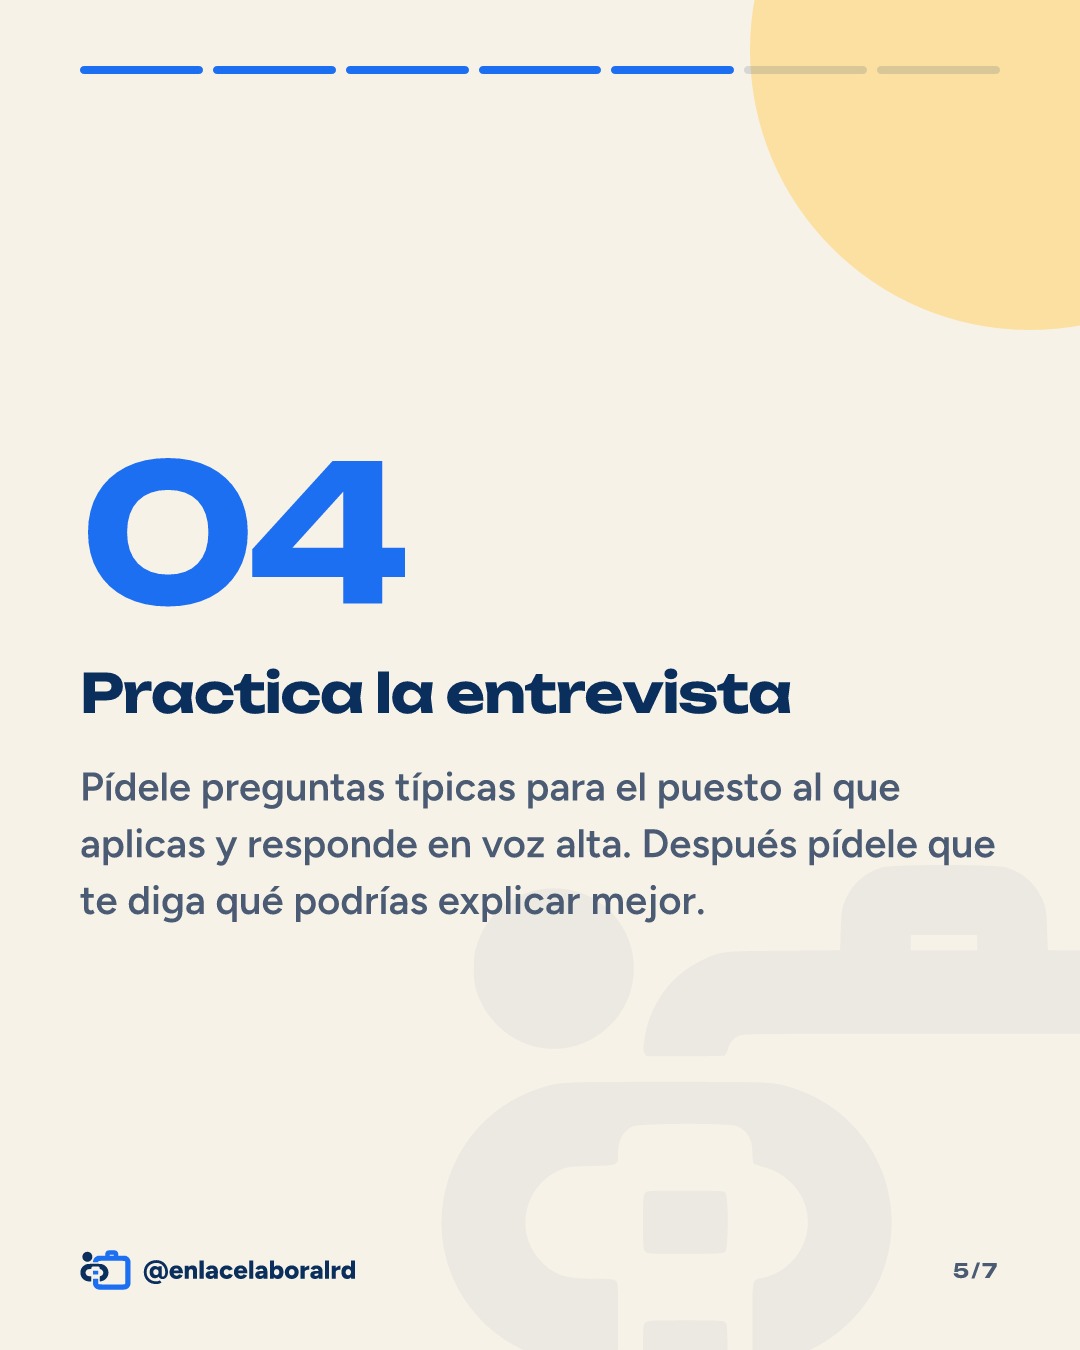 04
Practica la entrevista
Pídele preguntas típicas para el puesto al que
aplicas y responde en voz alta. Después pídele que
te diga qué podrías explicar mejor.
@enlacelaboralrd
5/7